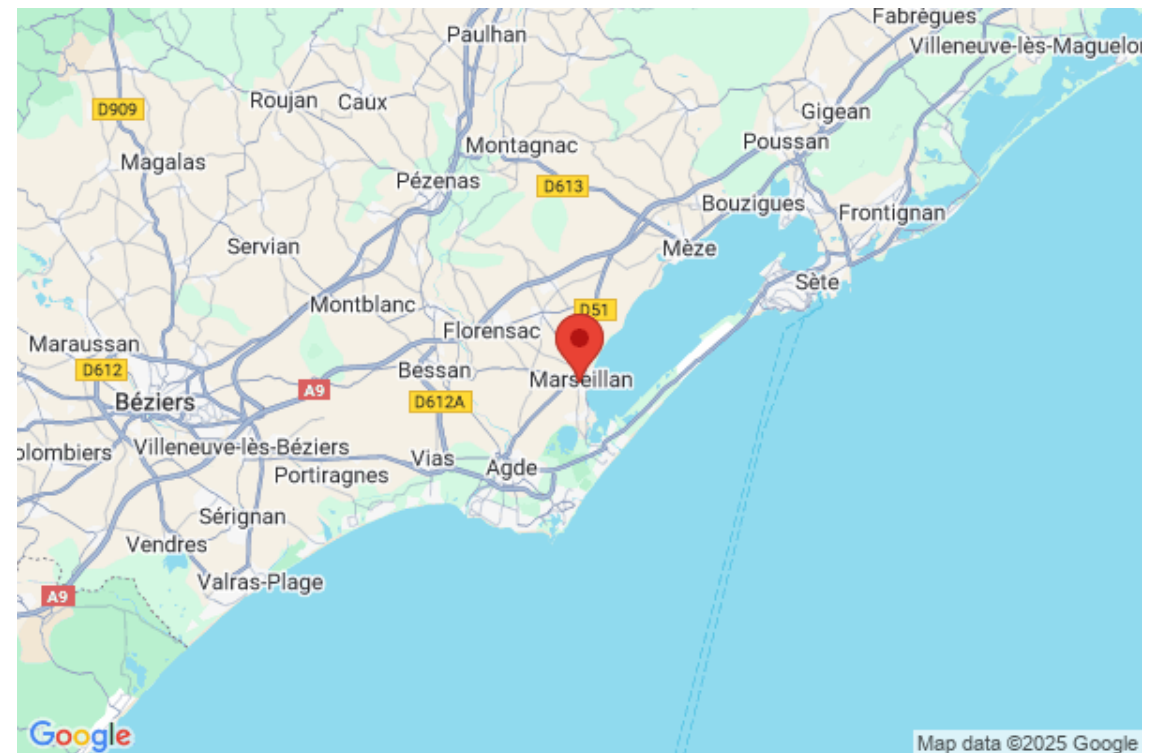 Fabrègues
Paulhan
Villeneuve-lès-Maguelo
Roujan
Caux
D909
Gigean
Montagnac
Poussan
Magalas
Pézenas
D613
Bouzigues
Frontignan
Servian
Mèze
Sète
Montblanc
D51
Florensac
Maraussan
D612
Bessan
Marseillan
A9
Béziers
D612A
olombiers
Villeneuve-lès-Béziers
Vias
Agde
Portiragnes
Sérignan
Vendres
Valras-Plage
A9
Google
Map data ©2025 Google